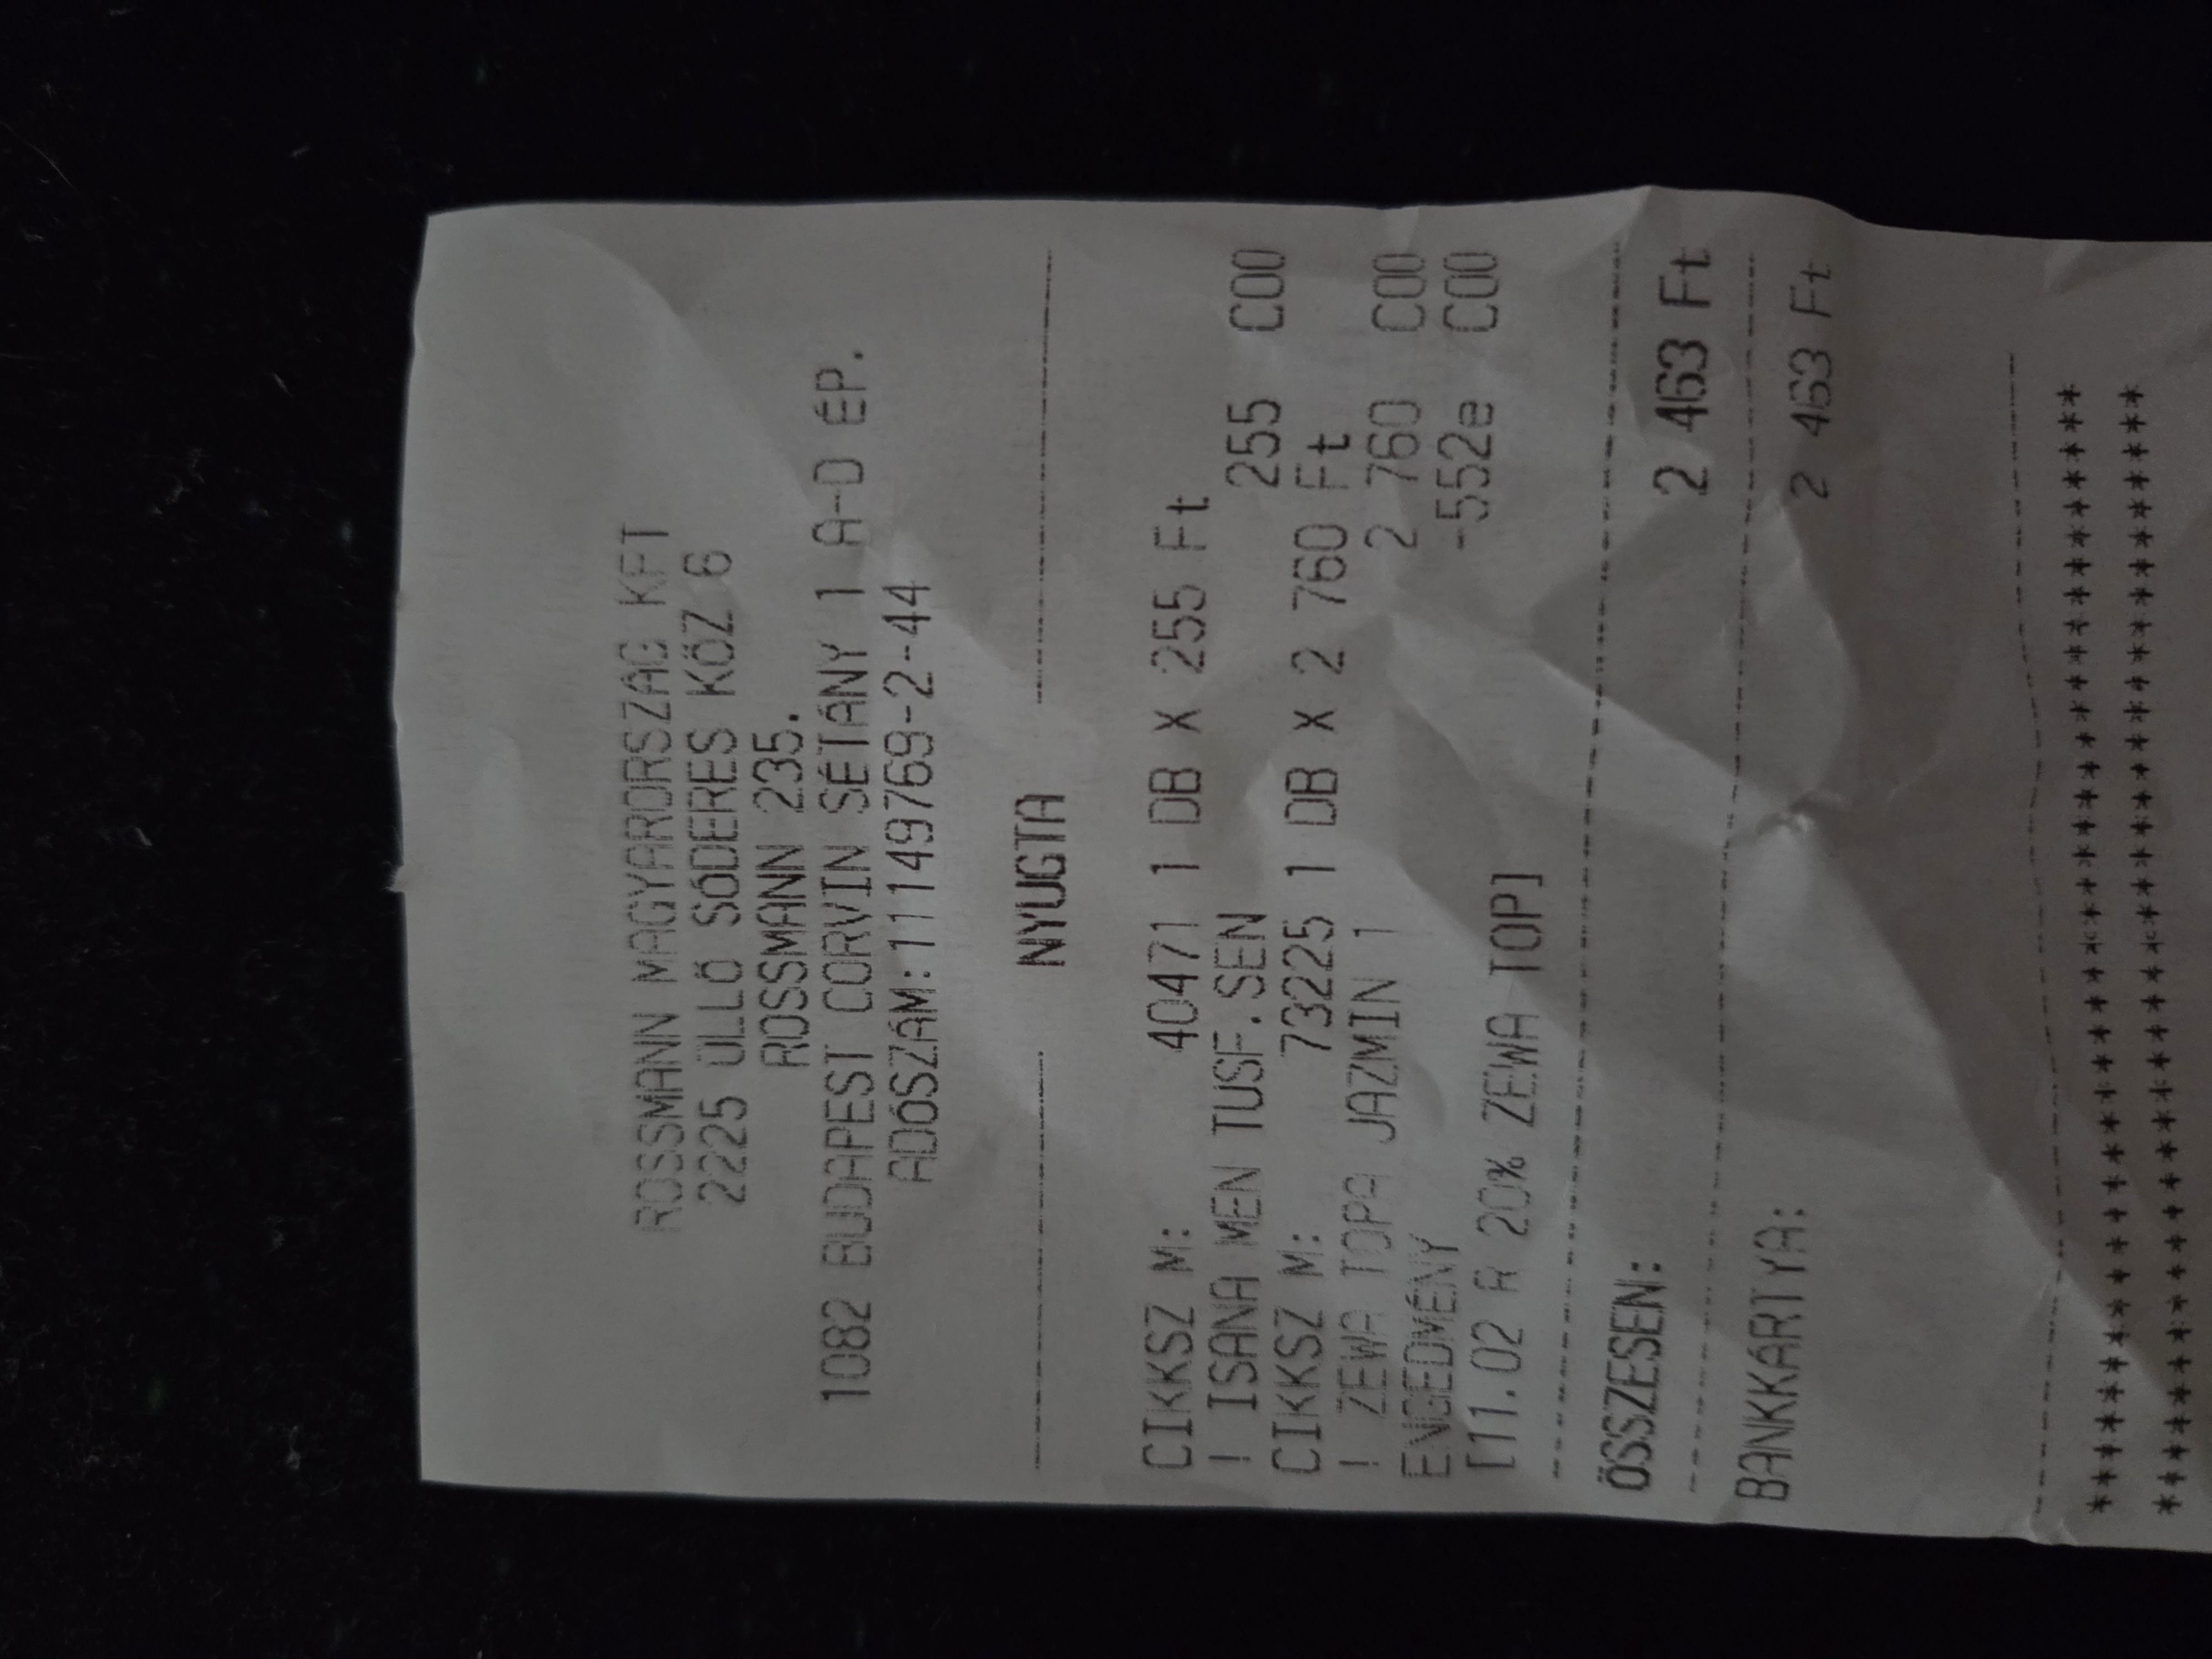 ROSSMANN MAGYARORSZÁG KFT
2225 ÜLLŐ SÓDERES KÖZ 6
ROSSMANN 235.
1082 BUDAPEST CORVIN SÉTÁNY 1 A-D ÉP.
ADÓSZÁM:11149769-2-44
NYUGTA
CIKKSZ M: 40471 1 DB X 255 Ft
! ISANA MEN TUSF.SEN 255 C00
CIKKSZ M: 73225 1 DB X 2 760 Ft
! ZEWA TOPA JAZMIN 1 2 760 C00
ENGEDMÉNY -552e C00
[11.02 R 20% ZEWA TOP]
ÖSSZESEN: 2 463 Ft
BANKKÁRTYA: 2 463 Ft
***************************************
***************************************